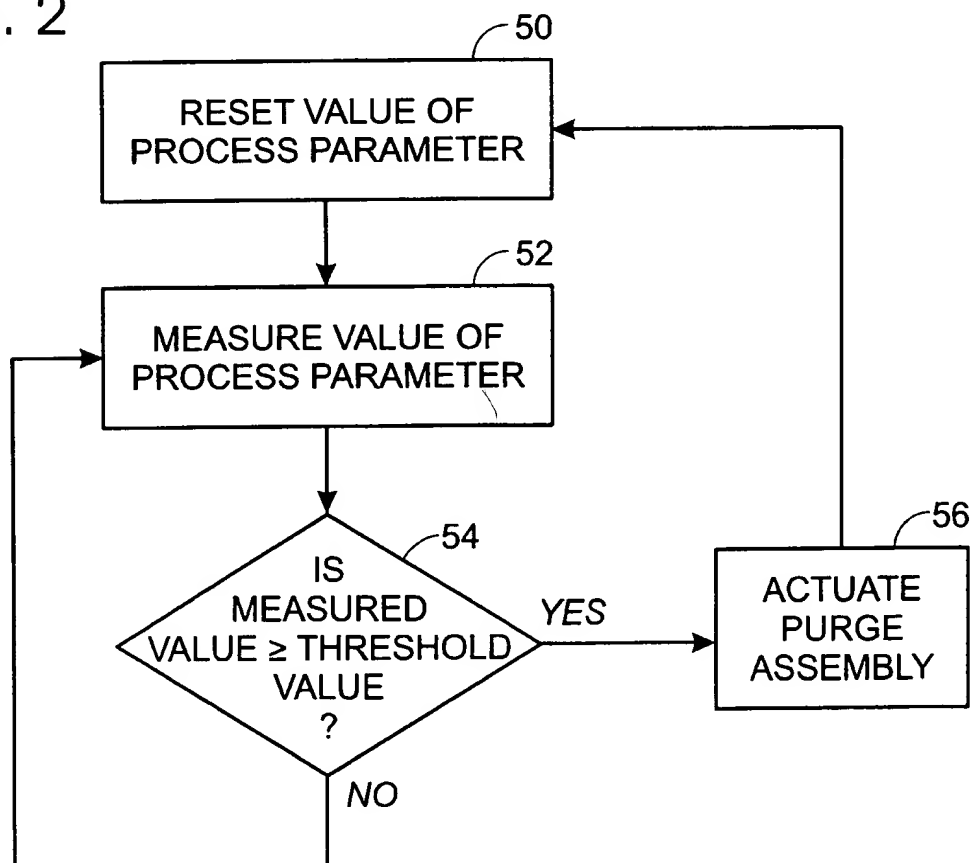 . 2
50
RESET VALUE OF
PROCESS PARAMETER
52
MEASURE VALUE OF
PROCESS PARAMETER
54
IS
MEASURED
VALUE ≥ THRESHOLD
VALUE
?
YES
56
ACTUATE
PURGE
ASSEMBLY
NO